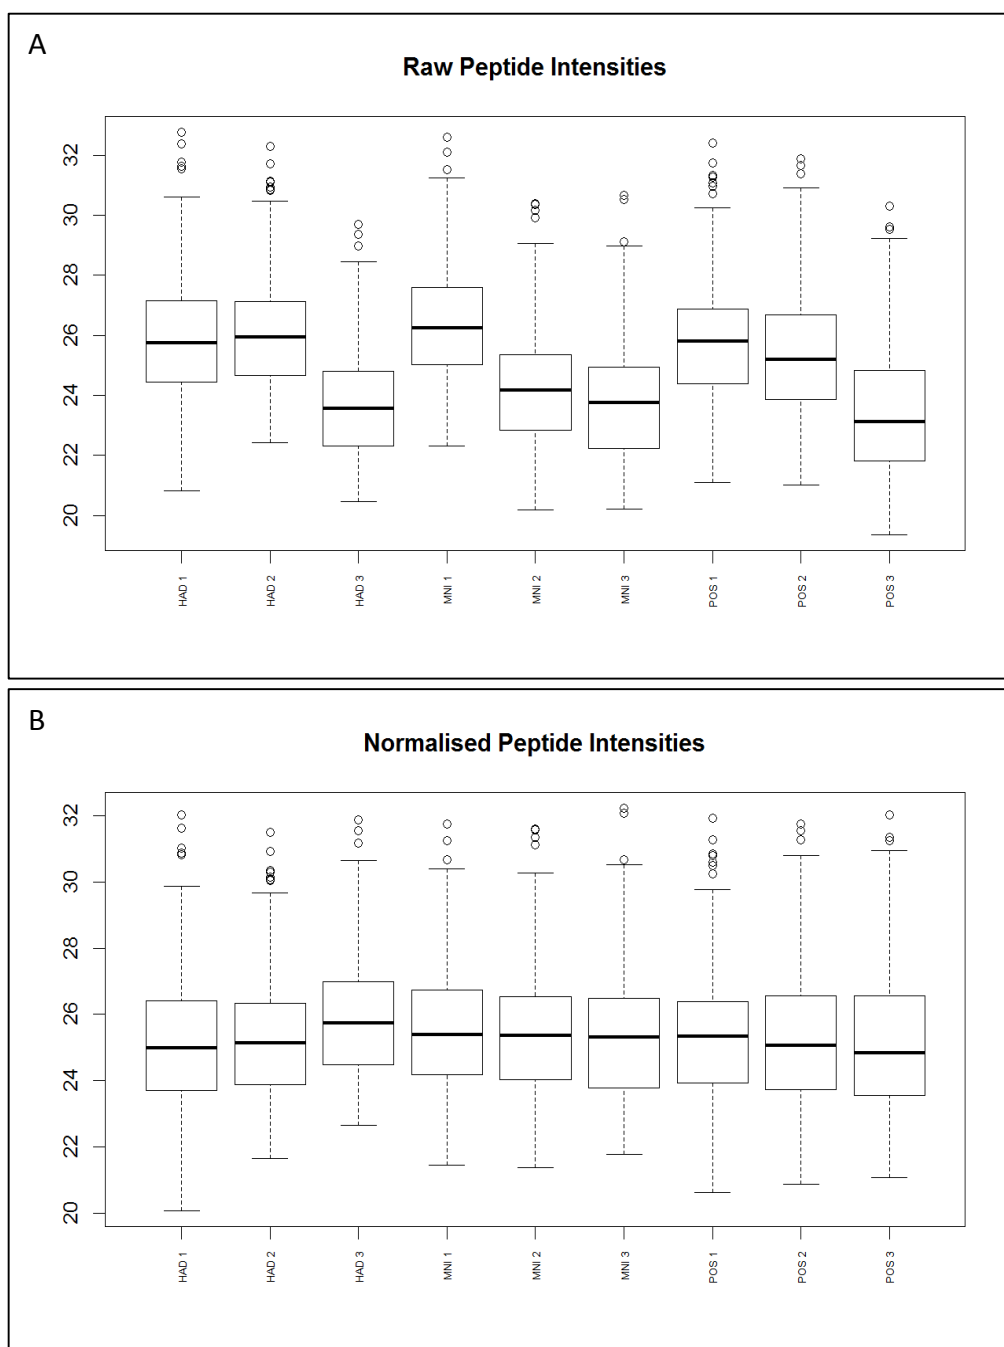 A
Raw Peptide Intensities
32
30
28
26
24
22
20
HAD 1
HAD 2
HAD 3
MNI 1
MNI 2
MNI 3
POS 1
POS 2
POS 3
B
Normalised Peptide Intensities
32
30
28
26
24
22
20
HAD 1
HAD 2
HAD 3
MNI 1
MNI 2
MNI 3
POS 1
POS 2
POS 3